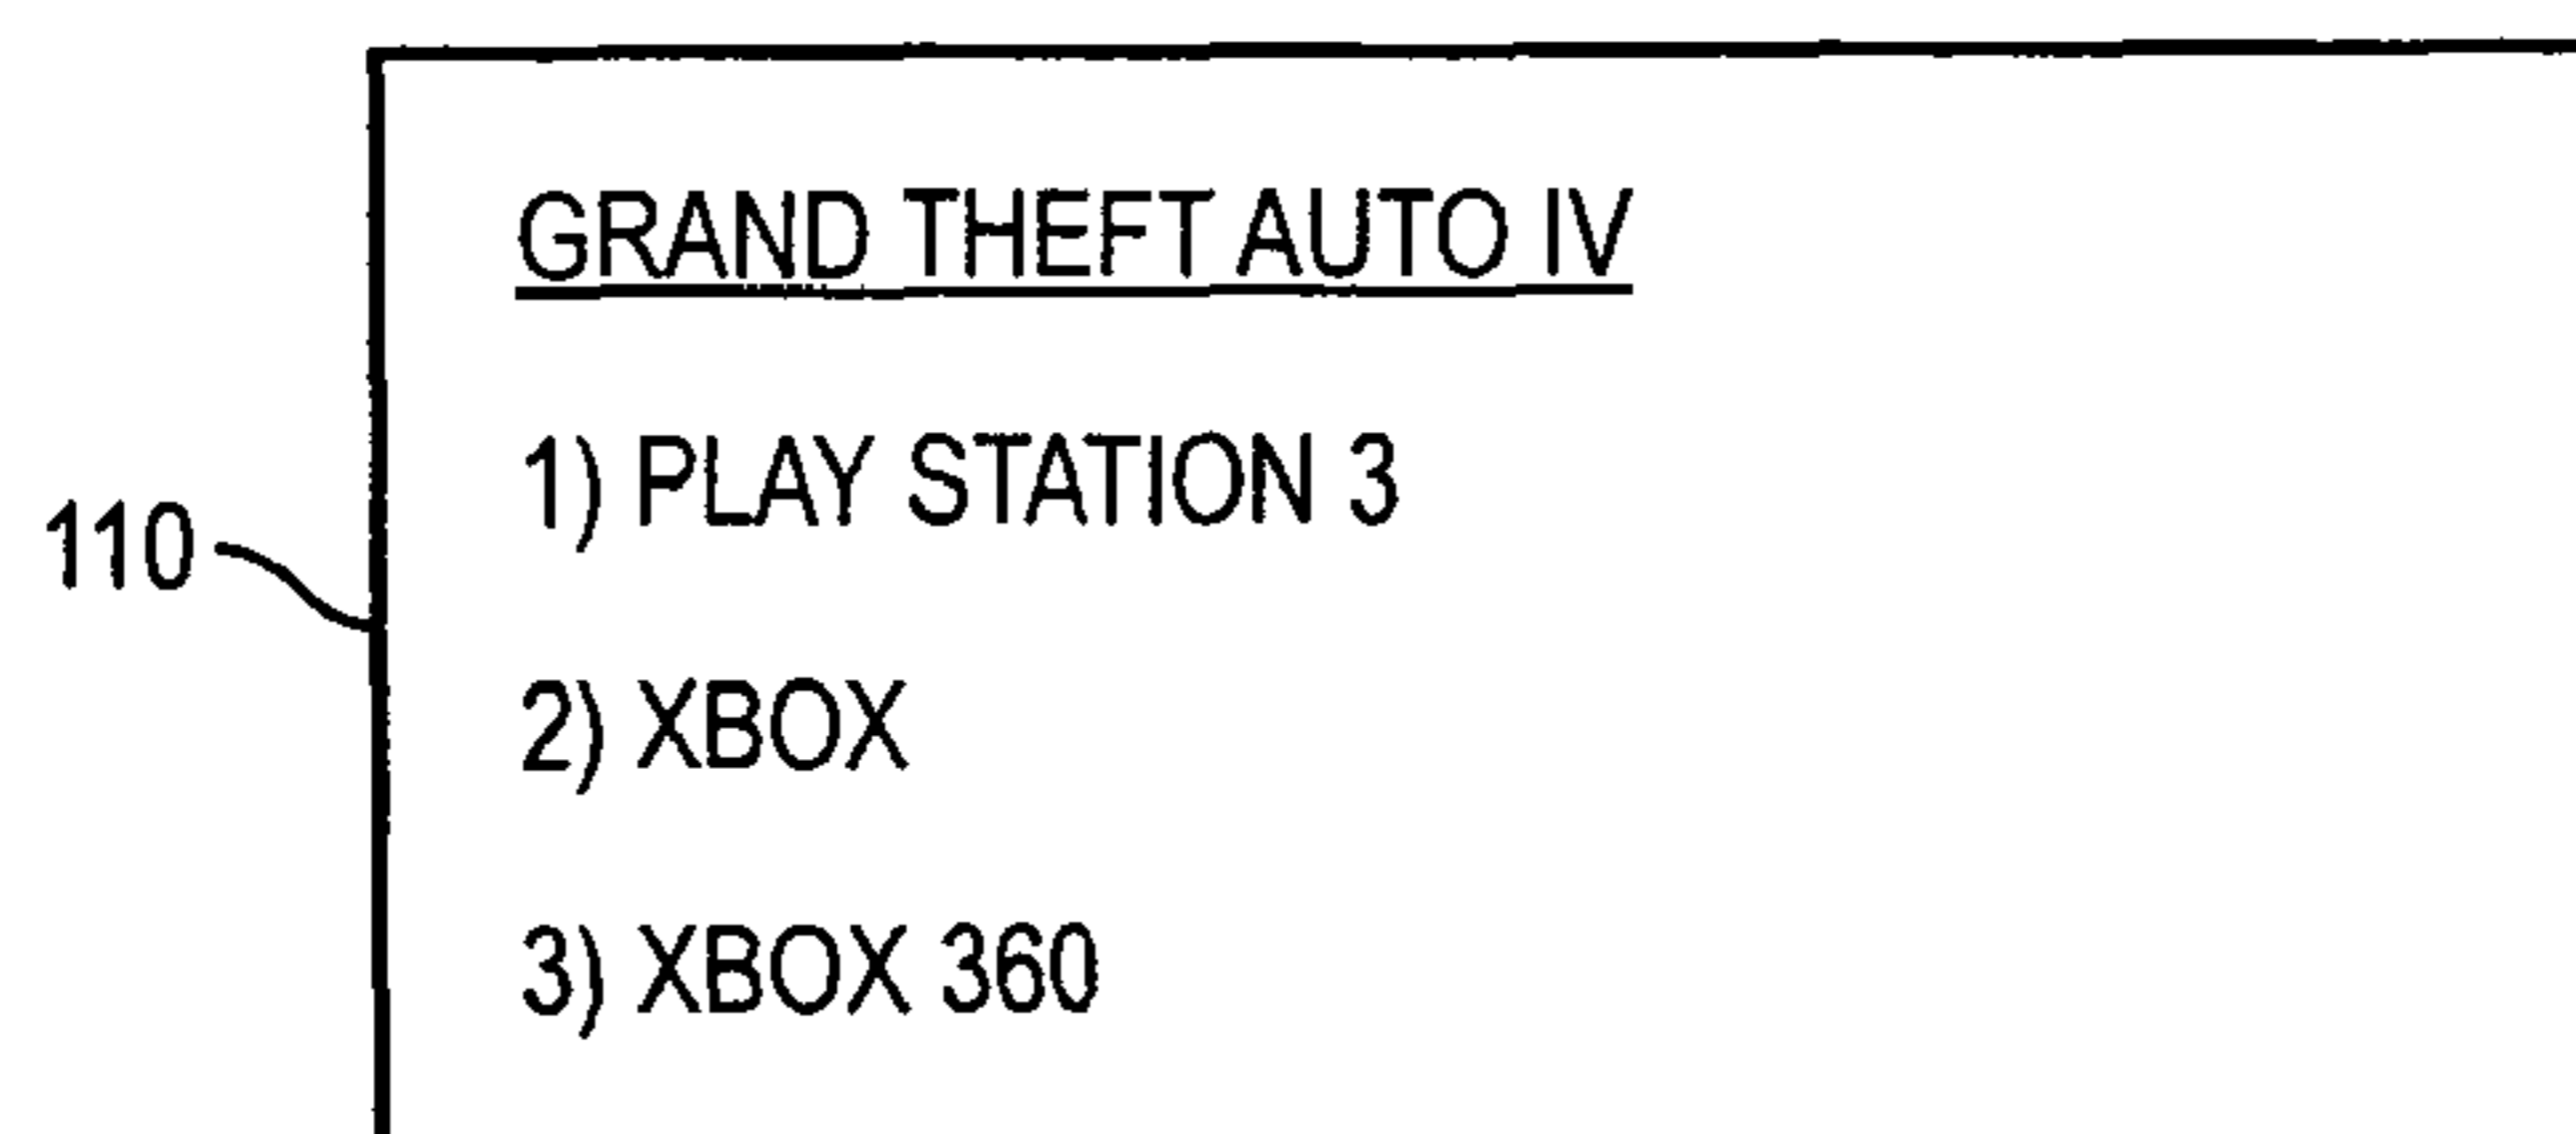 GRAND THEFT AUTO IV
1) PLAY STATION 3
110
2) XBOX
3) XBOX 360